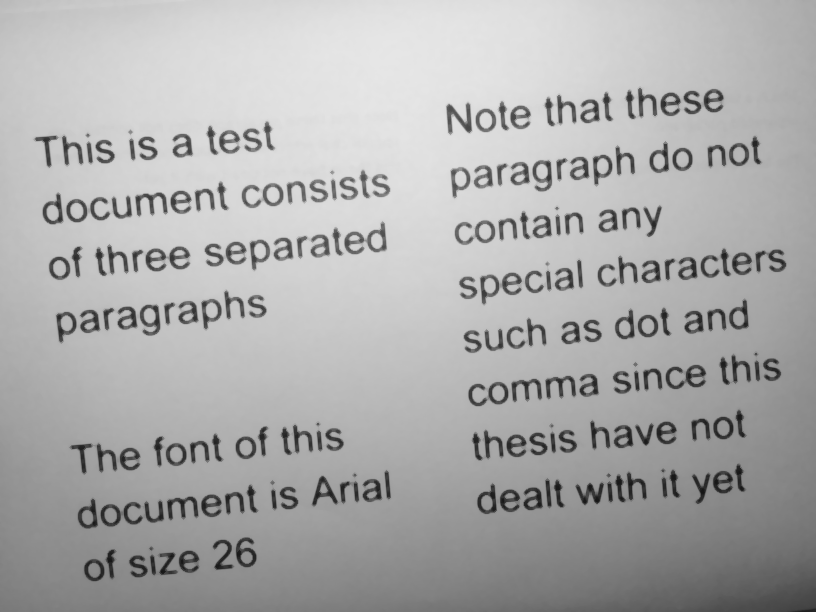 This is a test
document consists
of three separated
paragraphs
The font of this
document is Arial
of size 26
Note that these
paragraph do not
contain any
special characters
such as dot and
comma since this
thesis have not
dealt with it yet